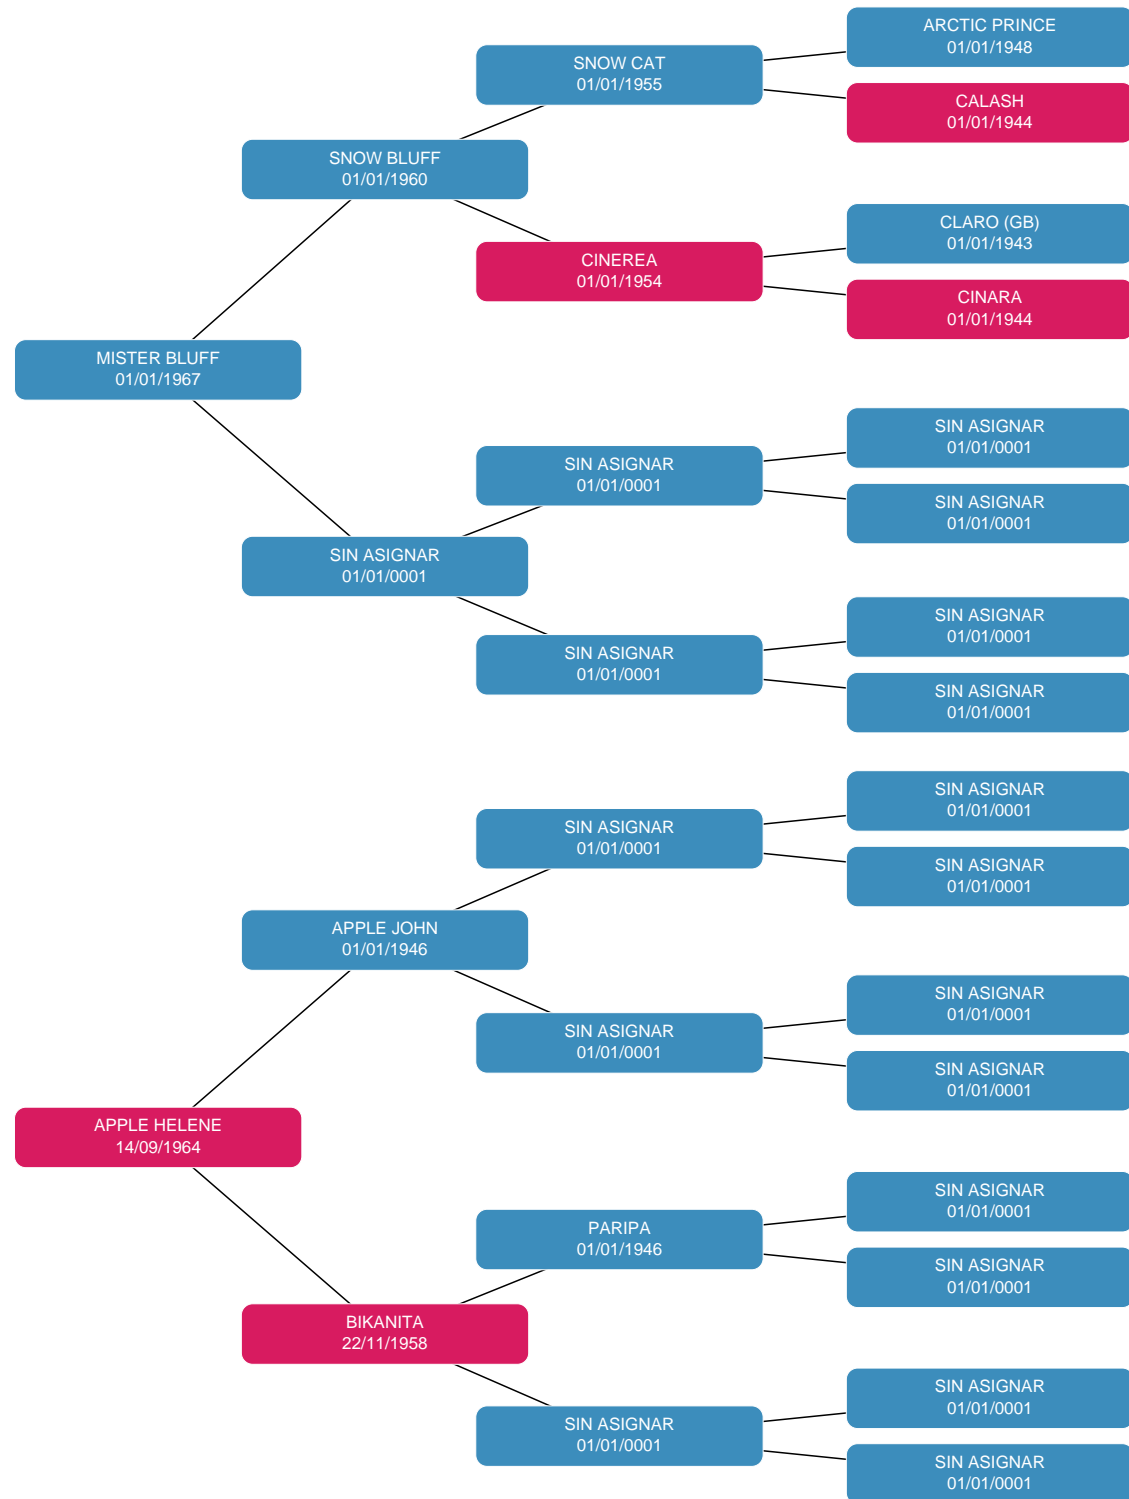 ARCTIC PRINCE
01/01/1948
SNOW CAT
01/01/1955
CALASH
01/01/1944
SNOW BLUFF
01/01/1960
CLARO (GB)
01/01/1943
CINEREA
01/01/1954
CINARA
01/01/1944
MISTER BLUFF
01/01/1967
SIN ASIGNAR
01/01/0001
SIN ASIGNAR
01/01/0001
SIN ASIGNAR
01/01/0001
SIN ASIGNAR
01/01/0001
SIN ASIGNAR
01/01/0001
SIN ASIGNAR
01/01/0001
SIN ASIGNAR
01/01/0001
SIN ASIGNAR
01/01/0001
SIN ASIGNAR
01/01/0001
SIN ASIGNAR
01/01/0001
APPLE JOHN
01/01/1946
SIN ASIGNAR
01/01/0001
SIN ASIGNAR
01/01/0001
SIN ASIGNAR
01/01/0001
APPLE HELENE
14/09/1964
SIN ASIGNAR
01/01/0001
PARIPA
01/01/1946
SIN ASIGNAR
01/01/0001
BIKANITA
22/11/1958
SIN ASIGNAR
01/01/0001
SIN ASIGNAR
01/01/0001
SIN ASIGNAR
01/01/0001